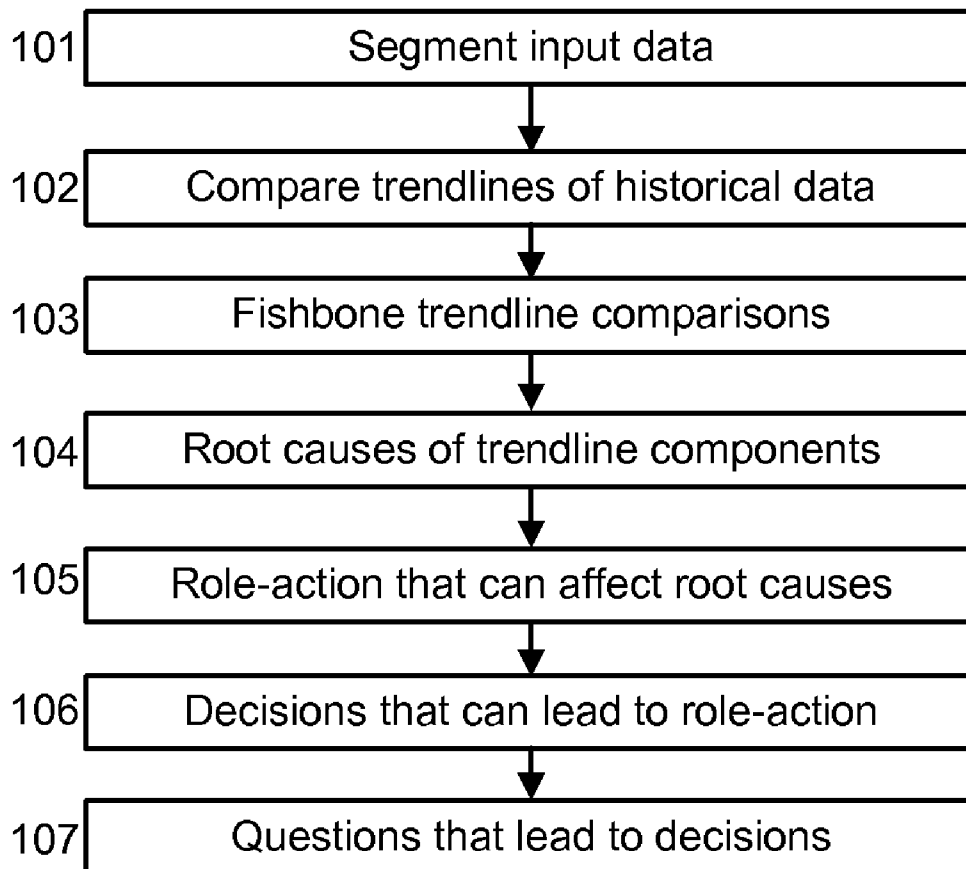 101 Segment input data
102 Compare trendlines of historical data
103 Fishbone trendline comparisons
104 Root causes of trendline components
105 Role-action that can affect root causes
106 Decisions that can lead to role-action
107 Questions that lead to decisions